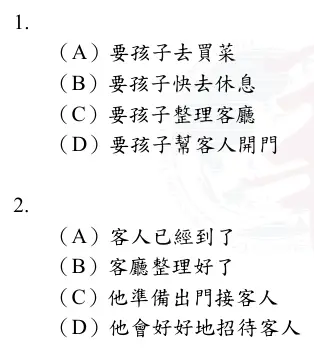 1.
（A）要孩子去買菜
（B）要孩子快去休息
（C）要孩子整理客廳
（D）要孩子幫客人開門
2.
（A）客人已經到了
（B）客廳整理好了
（C）他準備出門接客人
（D）他會好好地招待客人